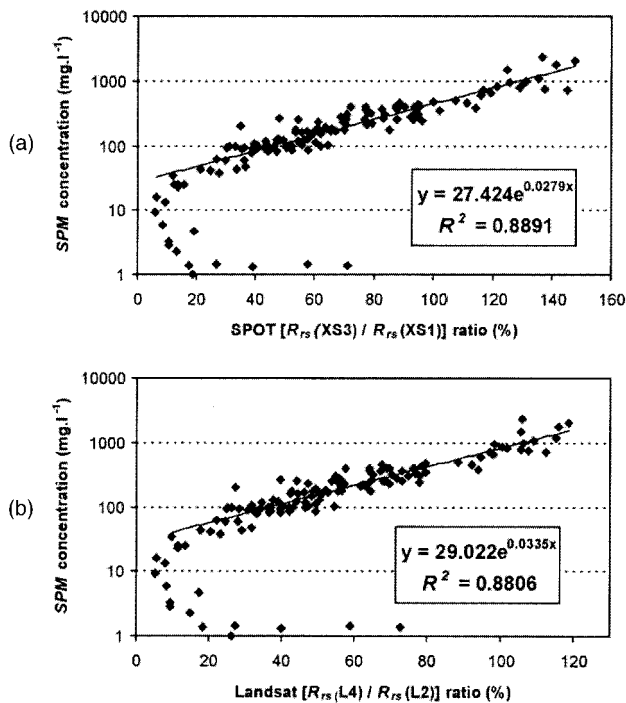 (a)
SPM concentration (mg.l⁻¹)
10000
1000
100
10
1
y = 27.424e^0.0279x
R² = 0.8891
0 20 40 60 80 100 120 140 160
SPOT [Rrs (XS3) / Rrs (XS1)] ratio (%)
(b)
SPM concentration (mg.l⁻¹)
10000
1000
100
10
1
y = 29.022e^0.0335x
R² = 0.8806
0 20 40 60 80 100 120
Landsat [Rrs (L4) / Rrs (L2)] ratio (%)